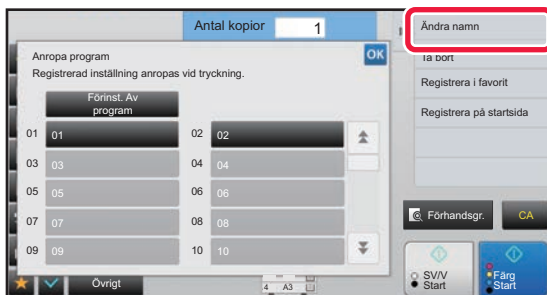 Antal kopior 1
Ändra namn
OK
Anropa program
Registrerad inställning anropas vid tryckning.
Ta bort
Registrera i favorit
Registrera på startsida
Förinst. Av
program
01 01
02 02
03 03
04 04
05 05
06 06
07 07
08 08
09 09
10 10
Förhandsgr.
CA
SV/V
Start
Färg
Start
Övrigt
4 A3